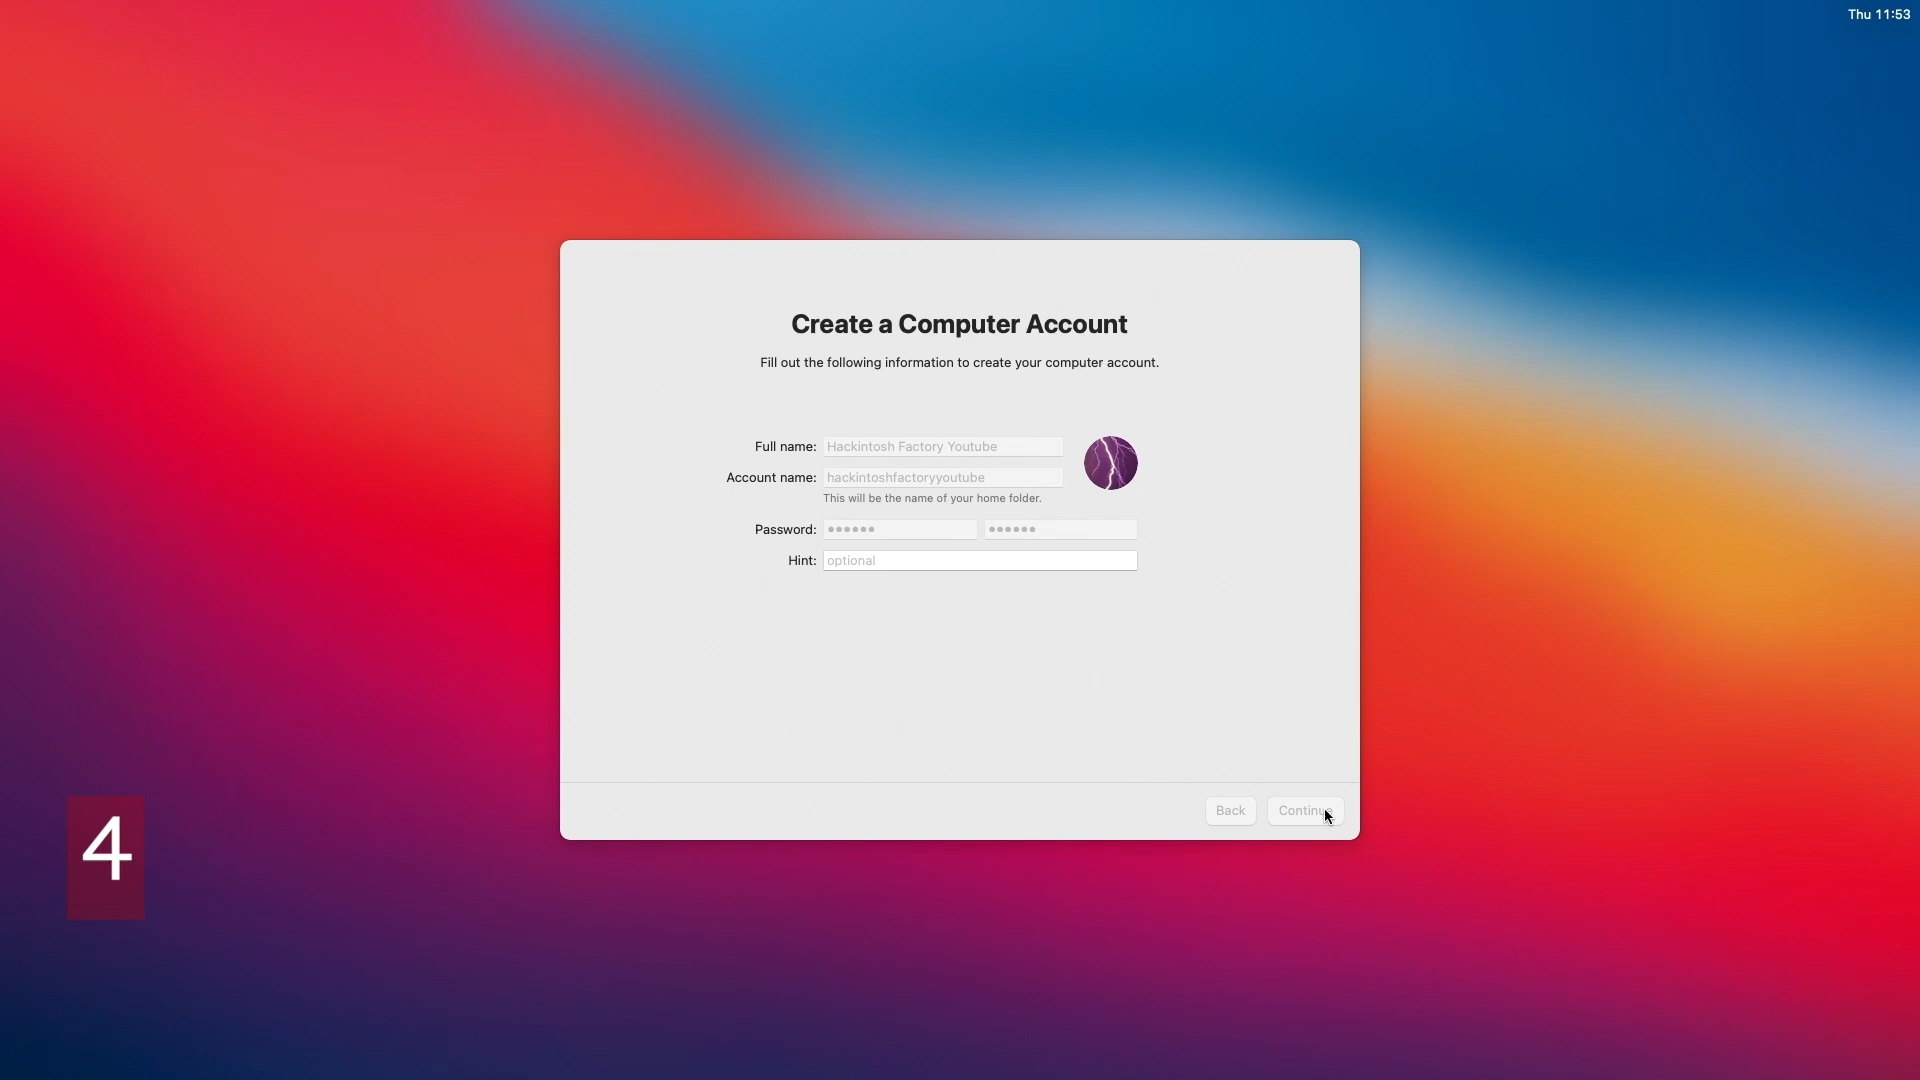 Thu 11:53
Create a Computer Account
Fill out the following information to create your computer account.
Full name: Hackintosh Factory Youtube
Account name: hackintoshfactoryyoutube
This will be the name of your home folder.
Password: •••••• ••••••
Hint: optional
Back Continue
4